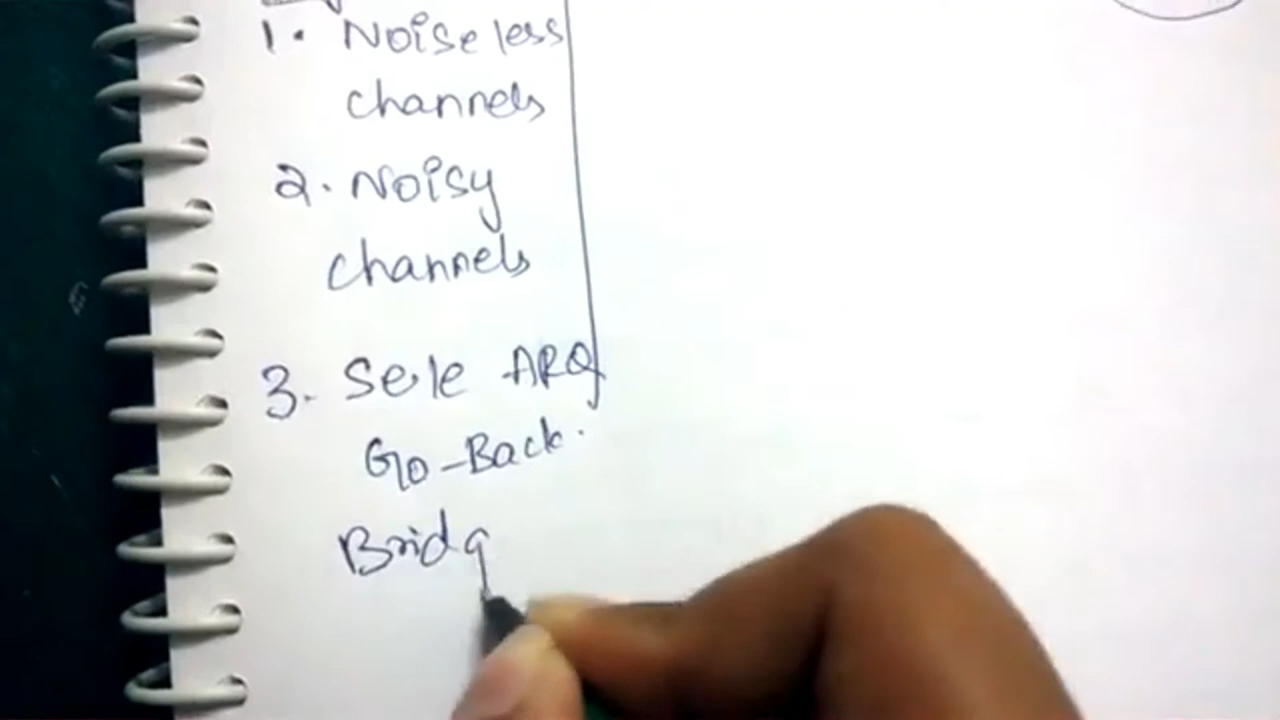 1. Noiseless
channels
2. Noisy
channels
3. Sele ARQ
Go-Back.
Bridg